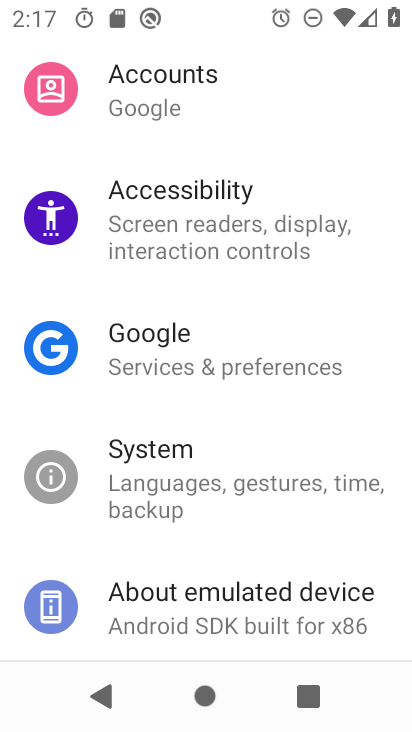 2:17
Accounts
Google
Accessibility
Screen readers, display,
interaction controls
Google
Services & preferences
System
Languages, gestures, time,
backup
About emulated device
Android SDK built for x86